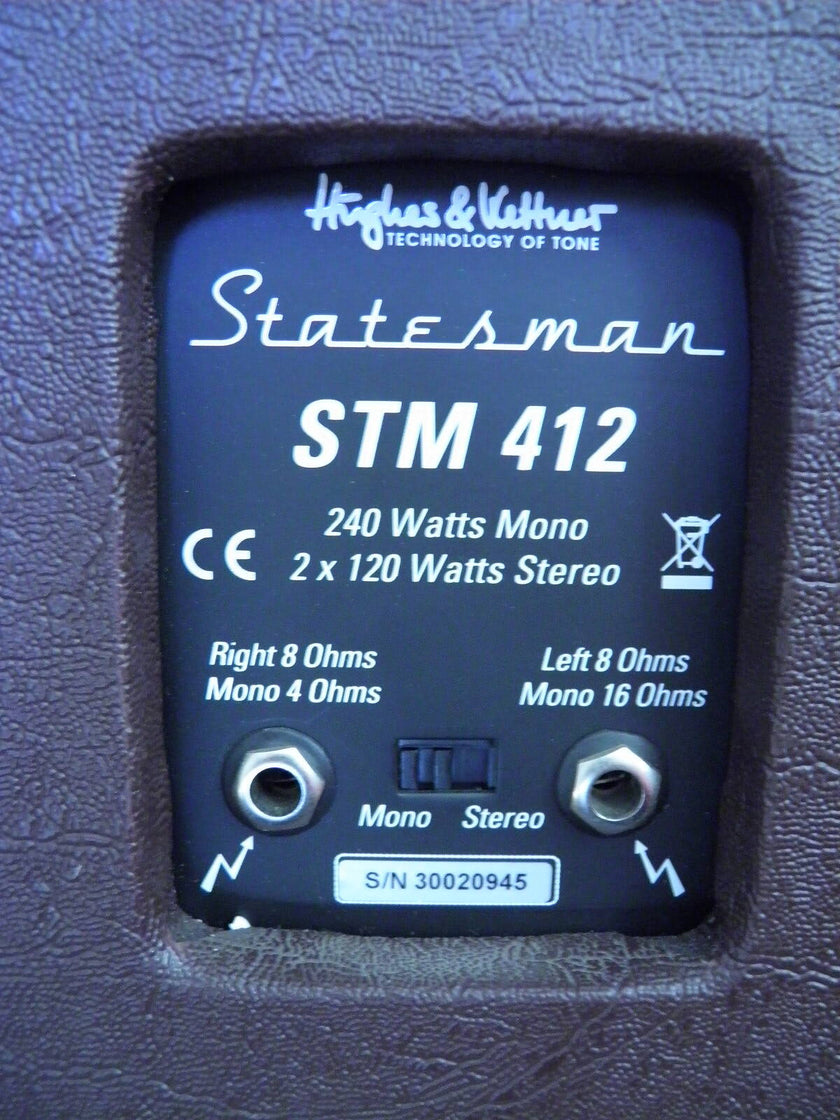 Hughes & Kettner
TECHNOLOGY OF TONE
Statesman
STM 412
240 Watts Mono
2 x 120 Watts Stereo
CE
Right 8 Ohms
Mono 4 Ohms
Left 8 Ohms
Mono 16 Ohms
Mono Stereo
S/N 30020945